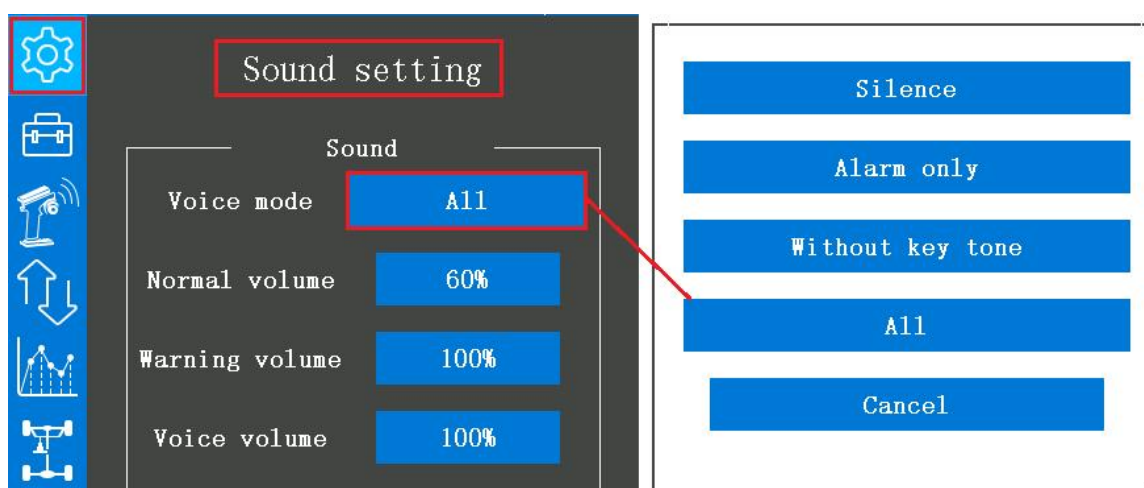 Sound setting
Sound
Voice mode All
Normal volume 60%
Warning volume 100%
Voice volume 100%
Silence
Alarm only
Without key tone
All
Cancel